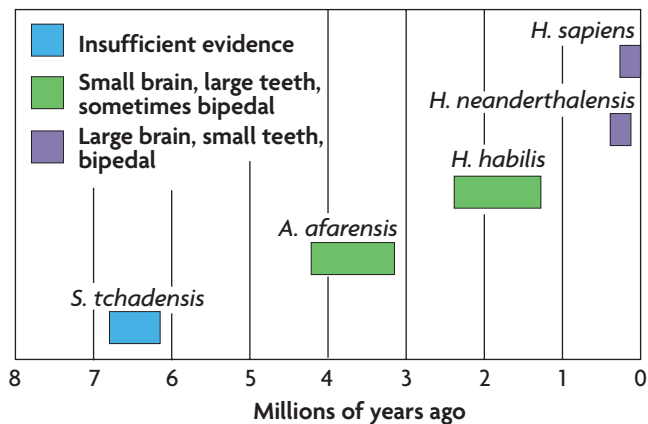 Insufficient evidence
Small brain, large teeth,
sometimes bipedal
Large brain, small teeth,
bipedal
H. sapiens
H. neanderthalensis
H. habilis
A. afarensis
S. tchadensis
8 7 6 5 4 3 2 1 0
Millions of years ago